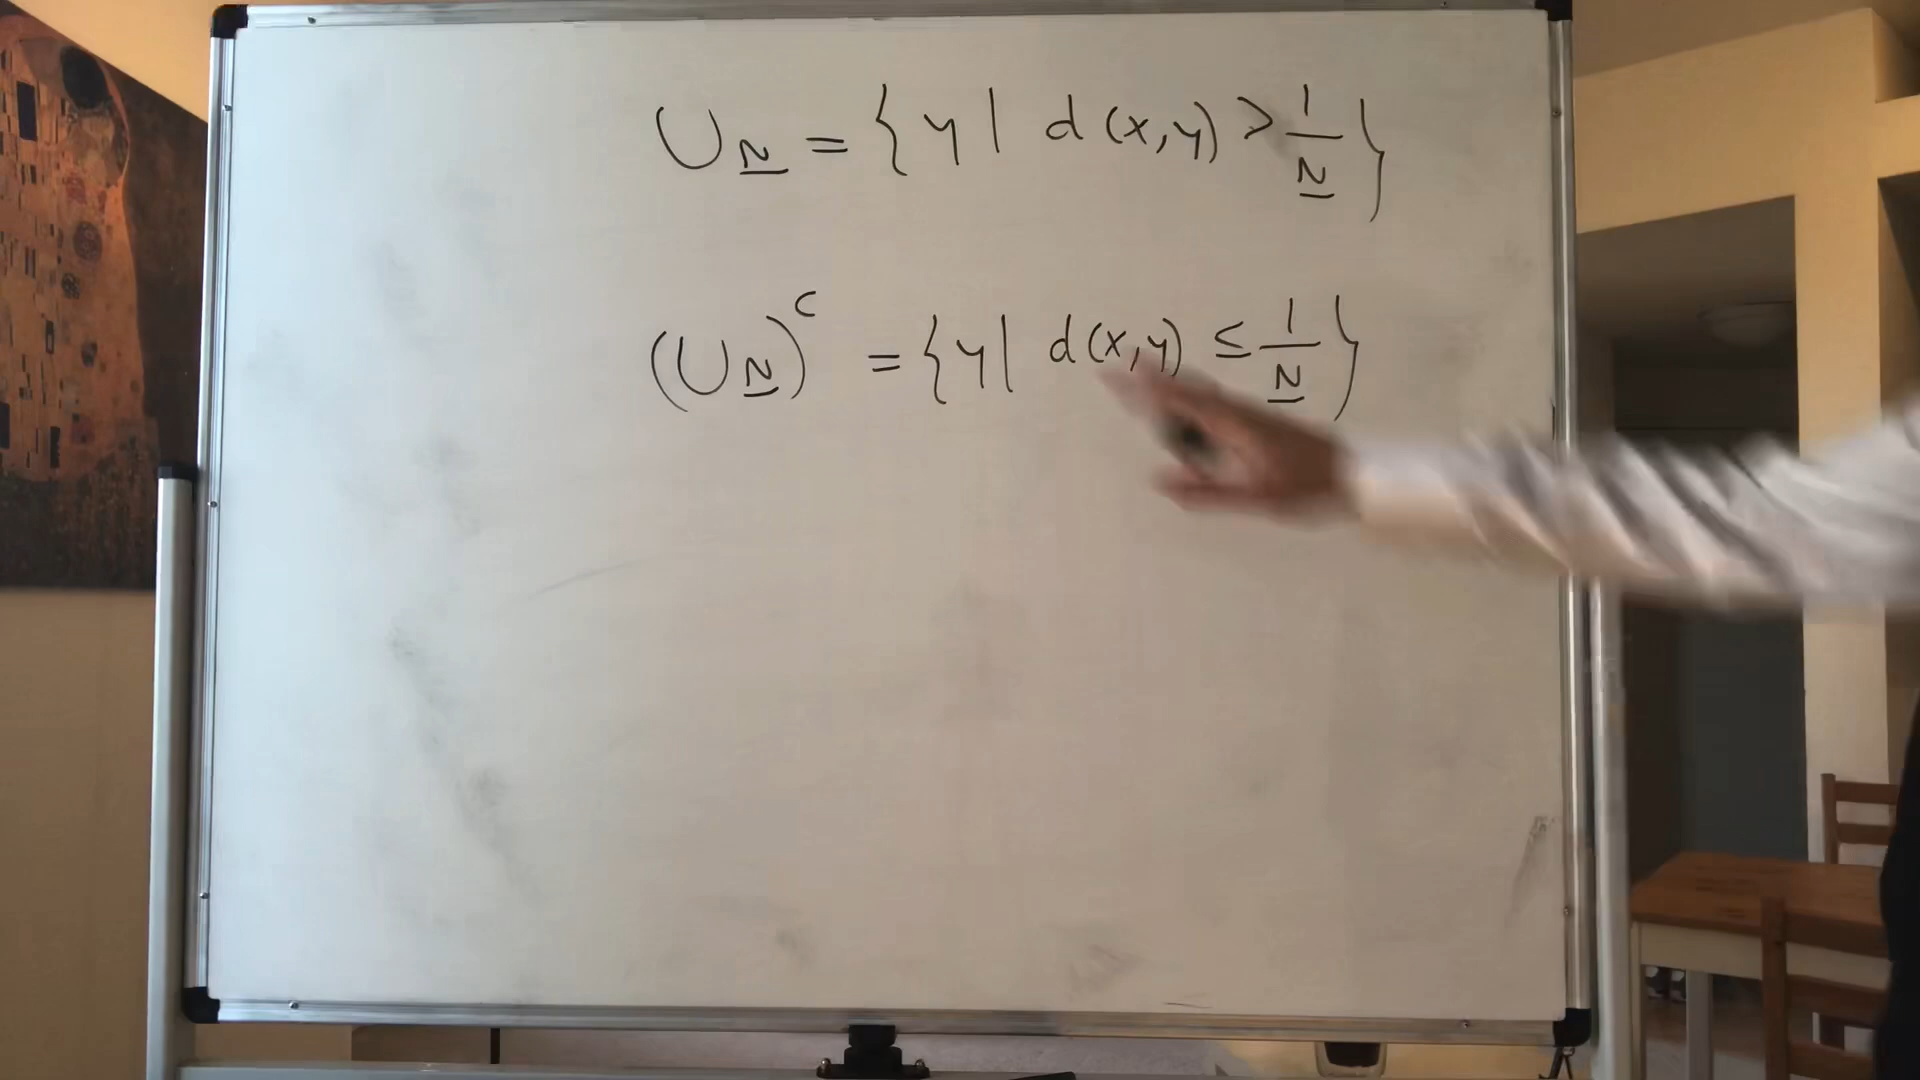 U_N = { y | d(x,y) > 1/N }
(U_N)^c = { y | d(x,y) ≤ 1/N }